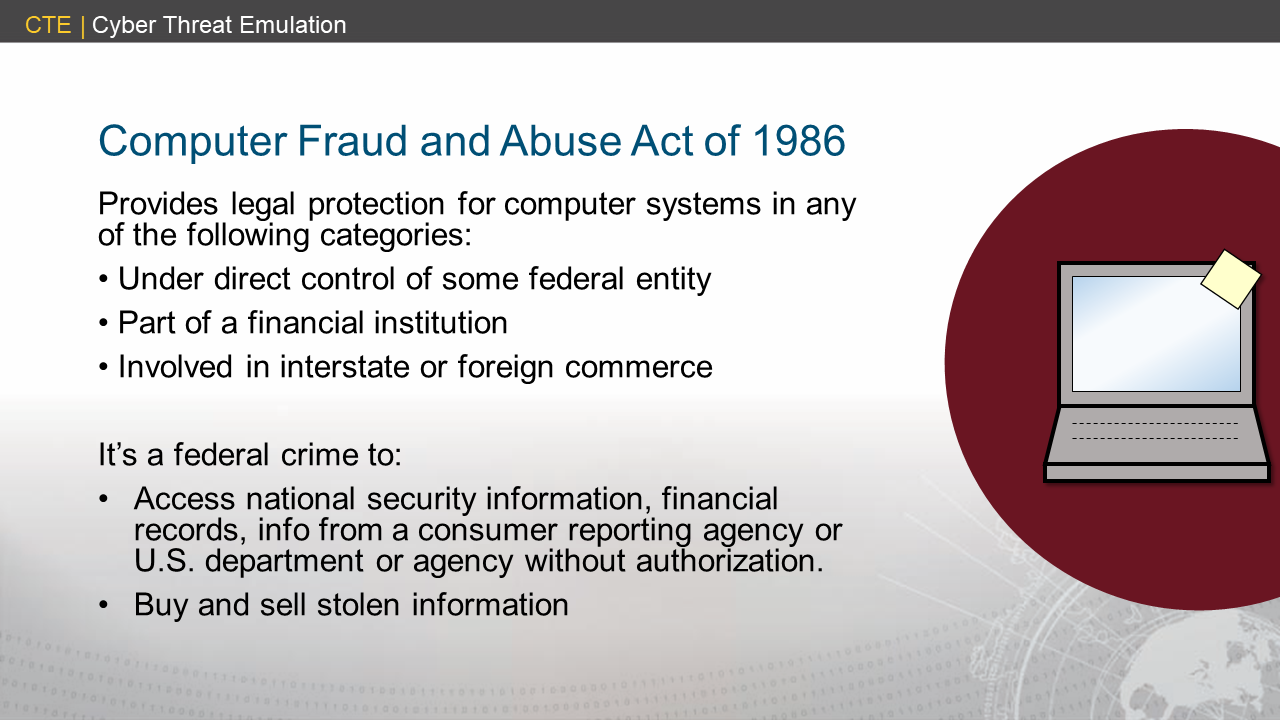 CTE | Cyber Threat Emulation
Computer Fraud and Abuse Act of 1986
Provides legal protection for computer systems in any
of the following categories:
• Under direct control of some federal entity
• Part of a financial institution
• Involved in interstate or foreign commerce
It’s a federal crime to:
• Access national security information, financial
records, info from a consumer reporting agency or
U.S. department or agency without authorization.
• Buy and sell stolen information